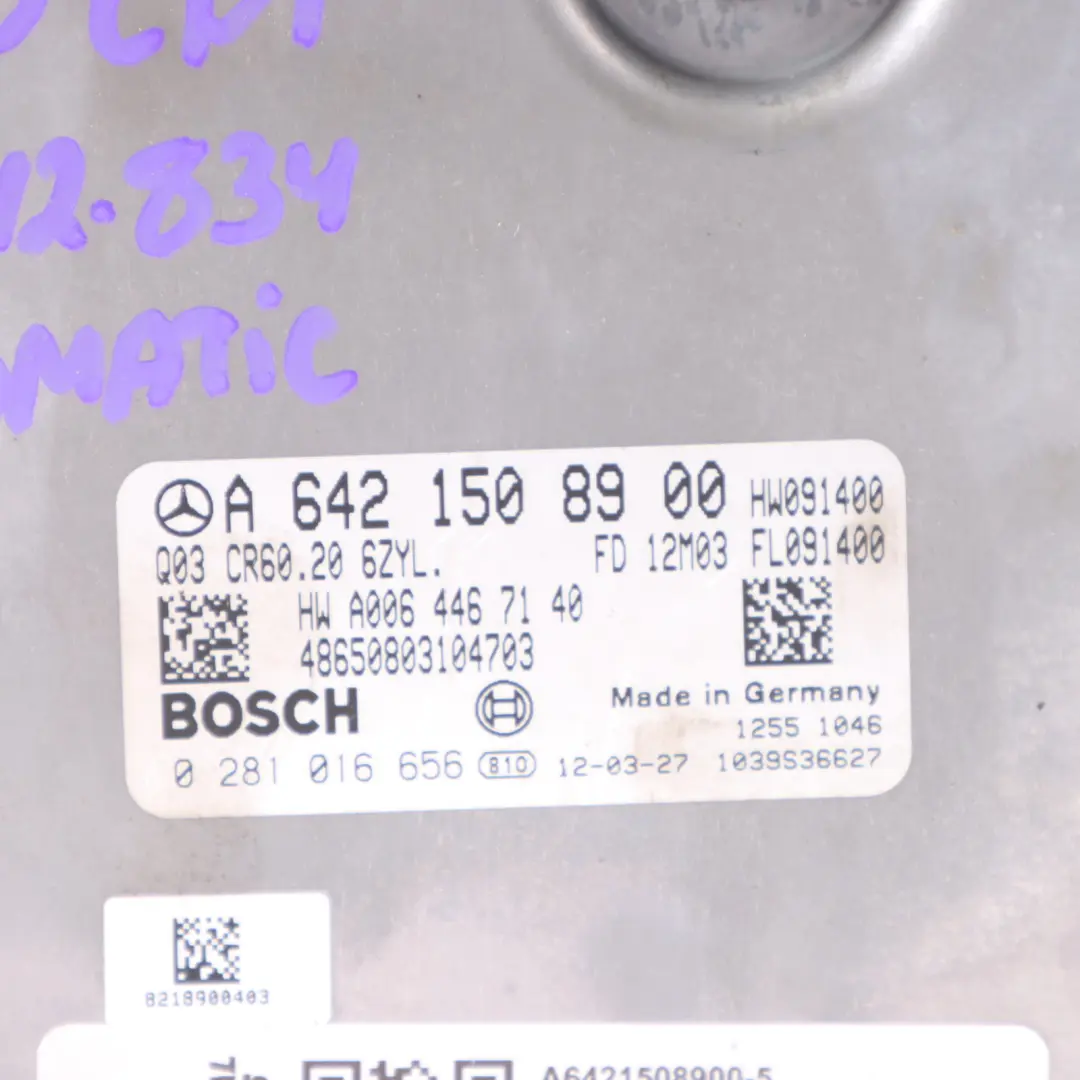 CDI
12.834
MATIC
A 642 150 89 00 HW091400
Q03 CR60.20 6ZYL. FD 12M03 FL091400
HW A006 446 71 40
48650803104703
BOSCH Made in Germany
1255 1046
0 281 016 656 810 12-03-27 1039S36627
8218900403
A6421508900-5